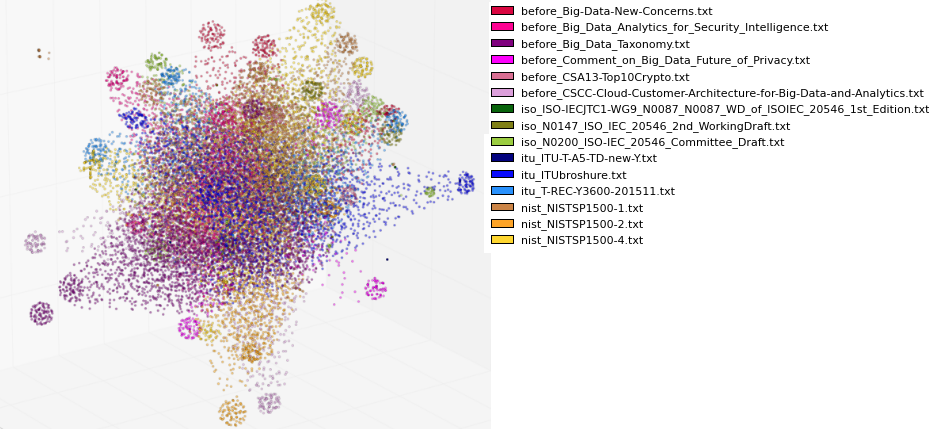 before_Big-Data-New-Concerns.txt
before_Big_Data_Analytics_for_Security_Intelligence.txt
before_Big_Data_Taxonomy.txt
before_Comment_on_Big_Data_Future_of_Privacy.txt
before_CSA13-Top10Crypto.txt
before_CSCC-Cloud-Customer-Architecture-for-Big-Data-and-Analytics.txt
iso_ISO-IECJTC1-WG9_N0087_N0087_WD_of_ISOIEC_20546_1st_Edition.txt
iso_N0147_ISO_IEC_20546_2nd_WorkingDraft.txt
iso_N0200_ISO-IEC_20546_Committee_Draft.txt
itu_ITU-T-A5-TD-new-Y.txt
itu_ITUbroshure.txt
itu_T-REC-Y3600-201511.txt
nist_NISTSP1500-1.txt
nist_NISTSP1500-2.txt
nist_NISTSP1500-4.txt